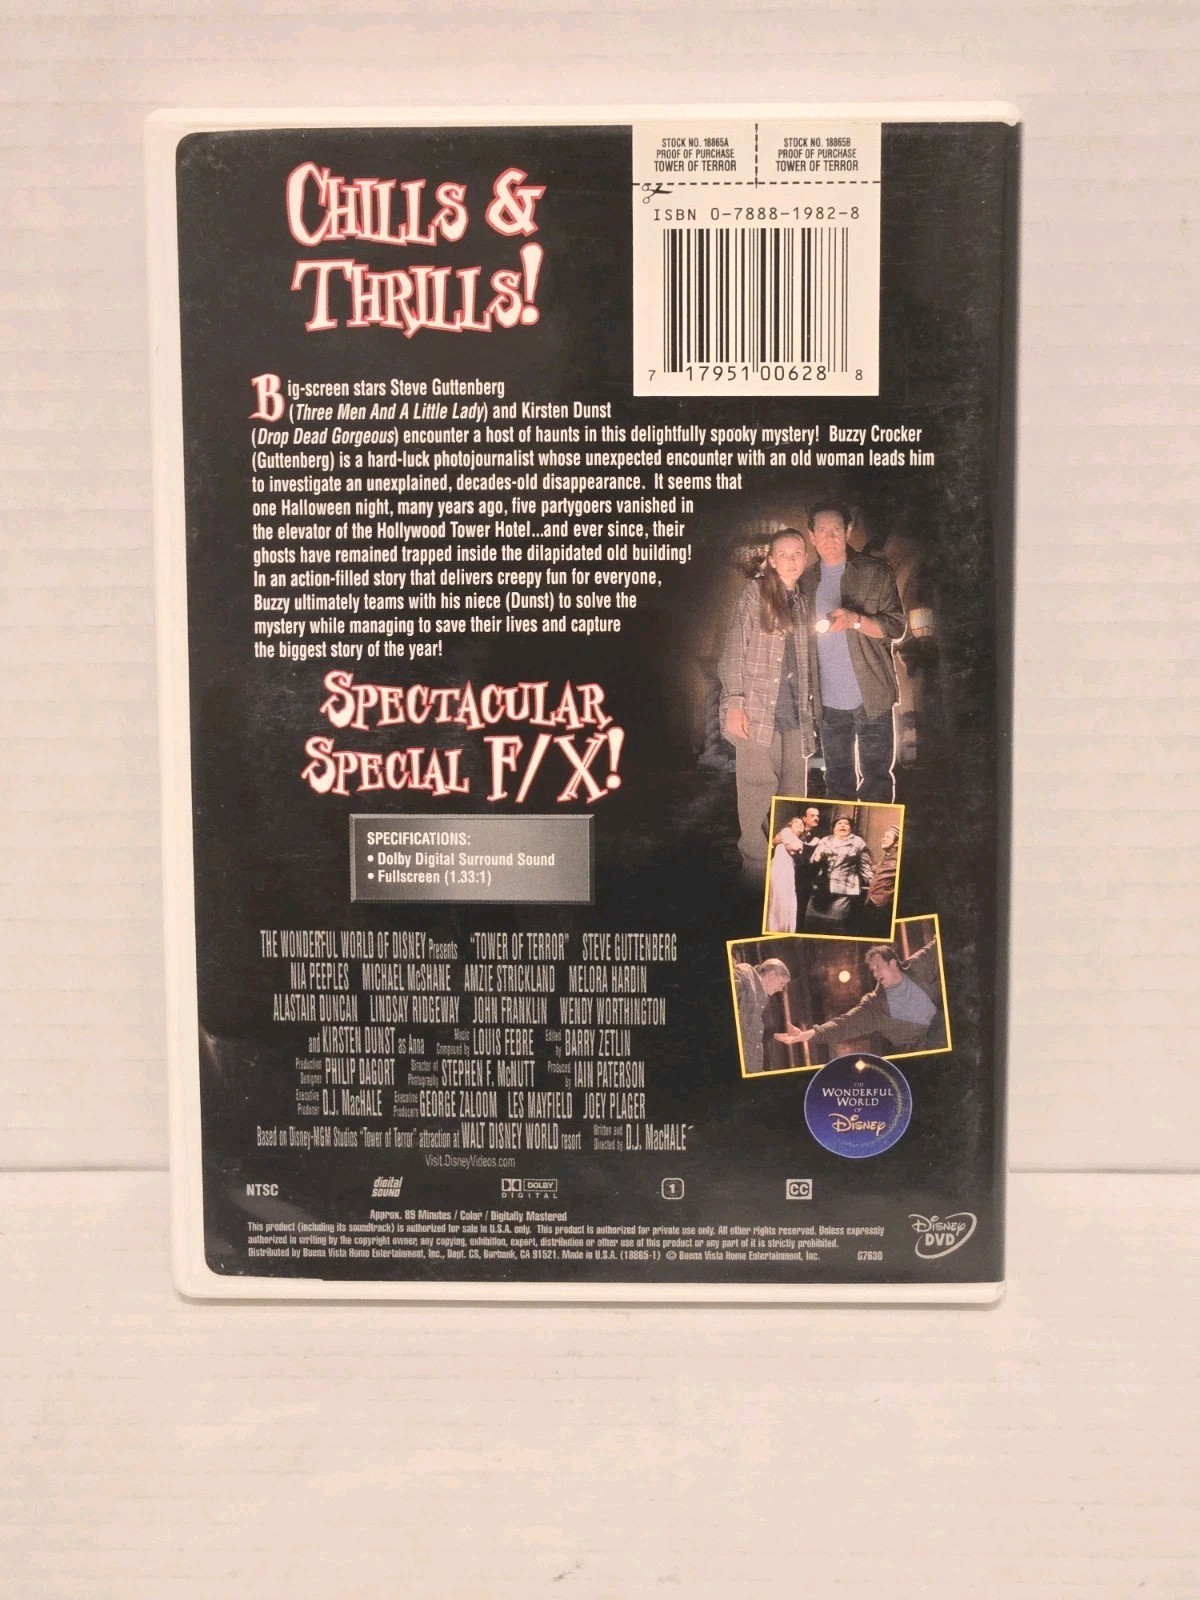 CHILLS &
THRILLS!
STOCK NO. 18865A
PROOF OF PURCHASE
TOWER OF TERROR
STOCK NO. 18865B
PROOF OF PURCHASE
TOWER OF TERROR
ISBN 0-7888-1982-8
7 17951 00628 8
Big-screen stars Steve Guttenberg
(Three Men And A Little Lady) and Kirsten Dunst
(Drop Dead Gorgeous) encounter a host of haunts in this delightfully spooky mystery! Buzzy Crocker
(Guttenberg) is a hard-luck photojournalist whose unexpected encounter with an old woman leads him
to investigate an unexplained, decades-old disappearance. It seems that
one Halloween night, many years ago, five partygoers vanished in
the elevator of the Hollywood Tower Hotel...and ever since, their
ghosts have remained trapped inside the dilapidated old building!
In an action-filled story that delivers creepy fun for everyone,
Buzzy ultimately teams with his niece (Dunst) to solve the
mystery while managing to save their lives and capture
the biggest story of the year!
SPECTACULAR
SPECIAL F/X!
SPECIFICATIONS:
• Dolby Digital Surround Sound
• Fullscreen (1.33:1)
THE WONDERFUL WORLD OF DISNEY Presents "TOWER OF TERROR" STEVE GUTTENBERG
NIA PEEPLES MICHAEL McSHANE AMZIE STRICKLAND MELORA HARDIN
ALASTAIR DUNCAN LINDSAY RIDGEWAY JOHN FRANKLIN WENDY WORTHINGTON
and KIRSTEN DUNST as Anna Music Composed by LOUIS FEBRE Edited by BARRY ZETLIN
Production Designer PHILIP DAGORT Director of Photography STEPHEN F. McNUTT Produced by IAIN PATERSON
Executive Producer D.J. MacHALE Executive Producers GEORGE ZALOOM LES MAYFIELD JOEY PLAGER
Based on Disney-MGM Studios "Tower of Terror" attraction at WALT DISNEY WORLD resort Written and Directed by D.J. MacHALE
Visit DisneyVideos.com
THE
WONDERFUL
WORLD
OF
DISNEY
NTSC
digital
SOUND
DOLBY
DIGITAL
1
CC
Approx. 89 Minutes / Color / Digitally Mastered
This product (including its soundtrack) is authorized for sale in U.S.A. only. This product is authorized for private use only. All other rights reserved. Unless expressly
authorized in writing by the copyright owner, any copying, exhibition, export, distribution or other use of this product or any part of it is strictly prohibited.
Distributed by Buena Vista Home Entertainment, Inc., Dept. CS, Burbank, CA 91521. Made in U.S.A. (18865-1) © Buena Vista Home Entertainment, Inc. G7630
DISNEY
DVD